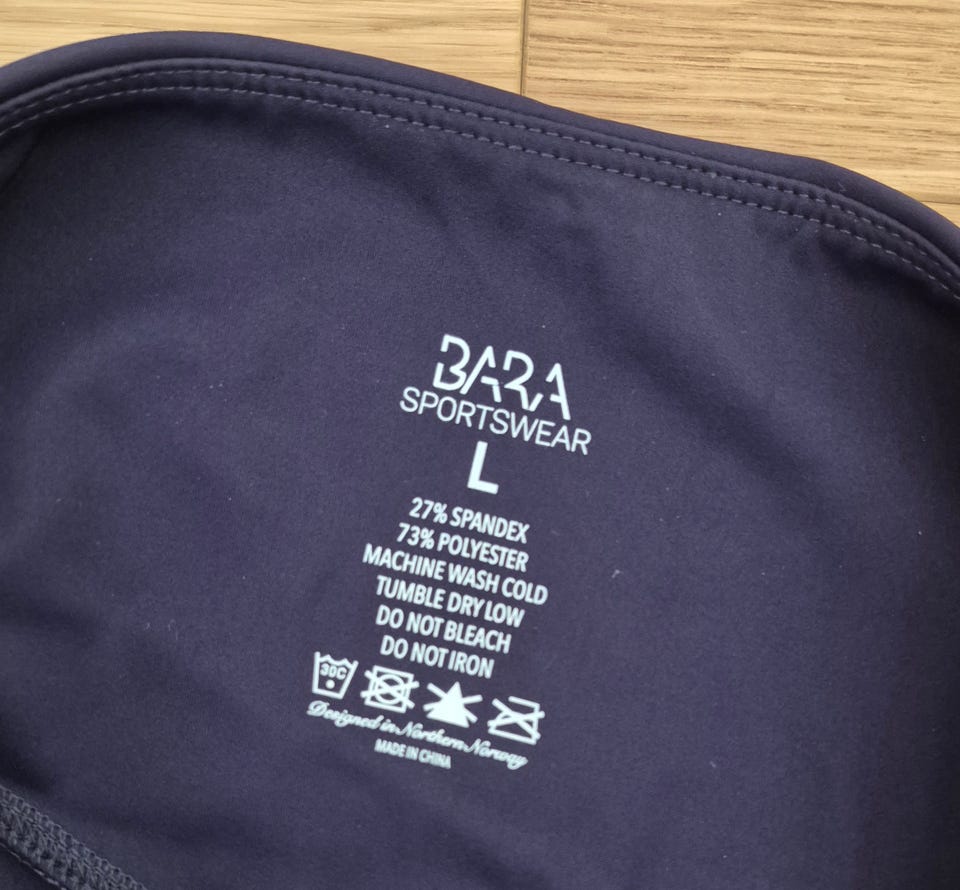 BARA
SPORTSWEAR
L
27% SPANDEX
73% POLYESTER
MACHINE WASH COLD
TUMBLE DRY LOW
DO NOT BLEACH
DO NOT IRON
30C
Designed in Northern Norway
MADE IN CHINA